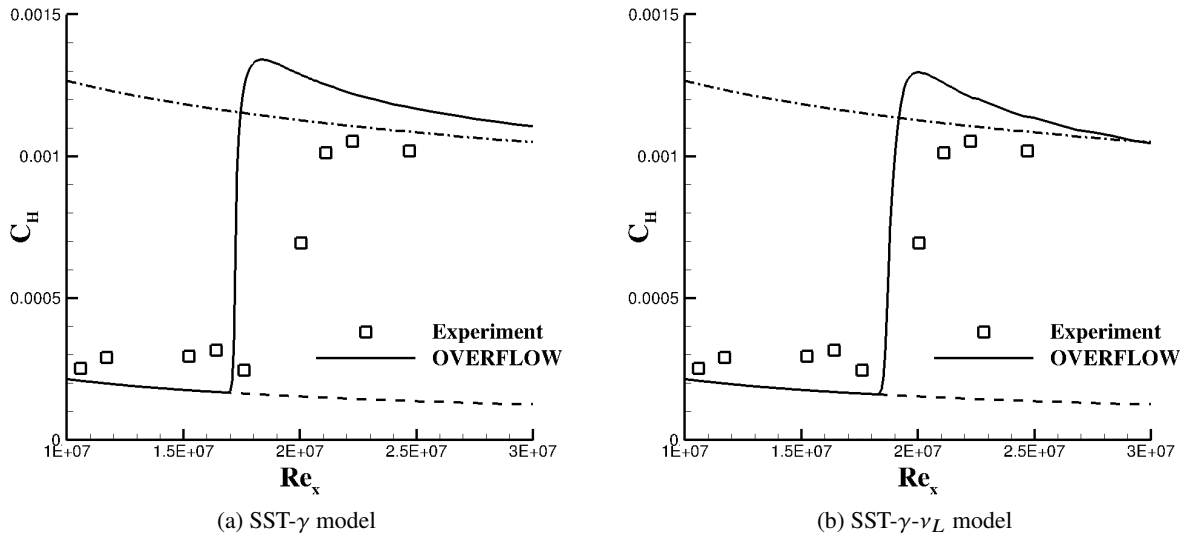 0.0015
0.001
0.0005
0
C_H
1E+07 1.5E+07 2E+07 2.5E+07 3E+07
Re_x
Experiment
OVERFLOW
(a) SST-γ model
0.0015
0.001
0.0005
0
C_H
1E+07 1.5E+07 2E+07 2.5E+07 3E+07
Re_x
Experiment
OVERFLOW
(b) SST-γ-ν_L model